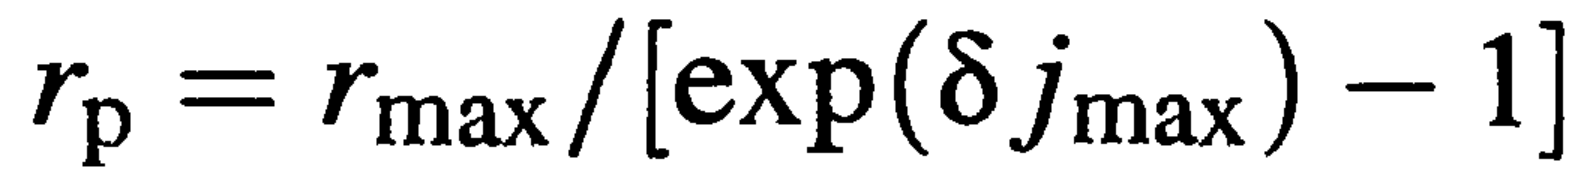 r_p = r_max/[exp(δ j_max) − 1]